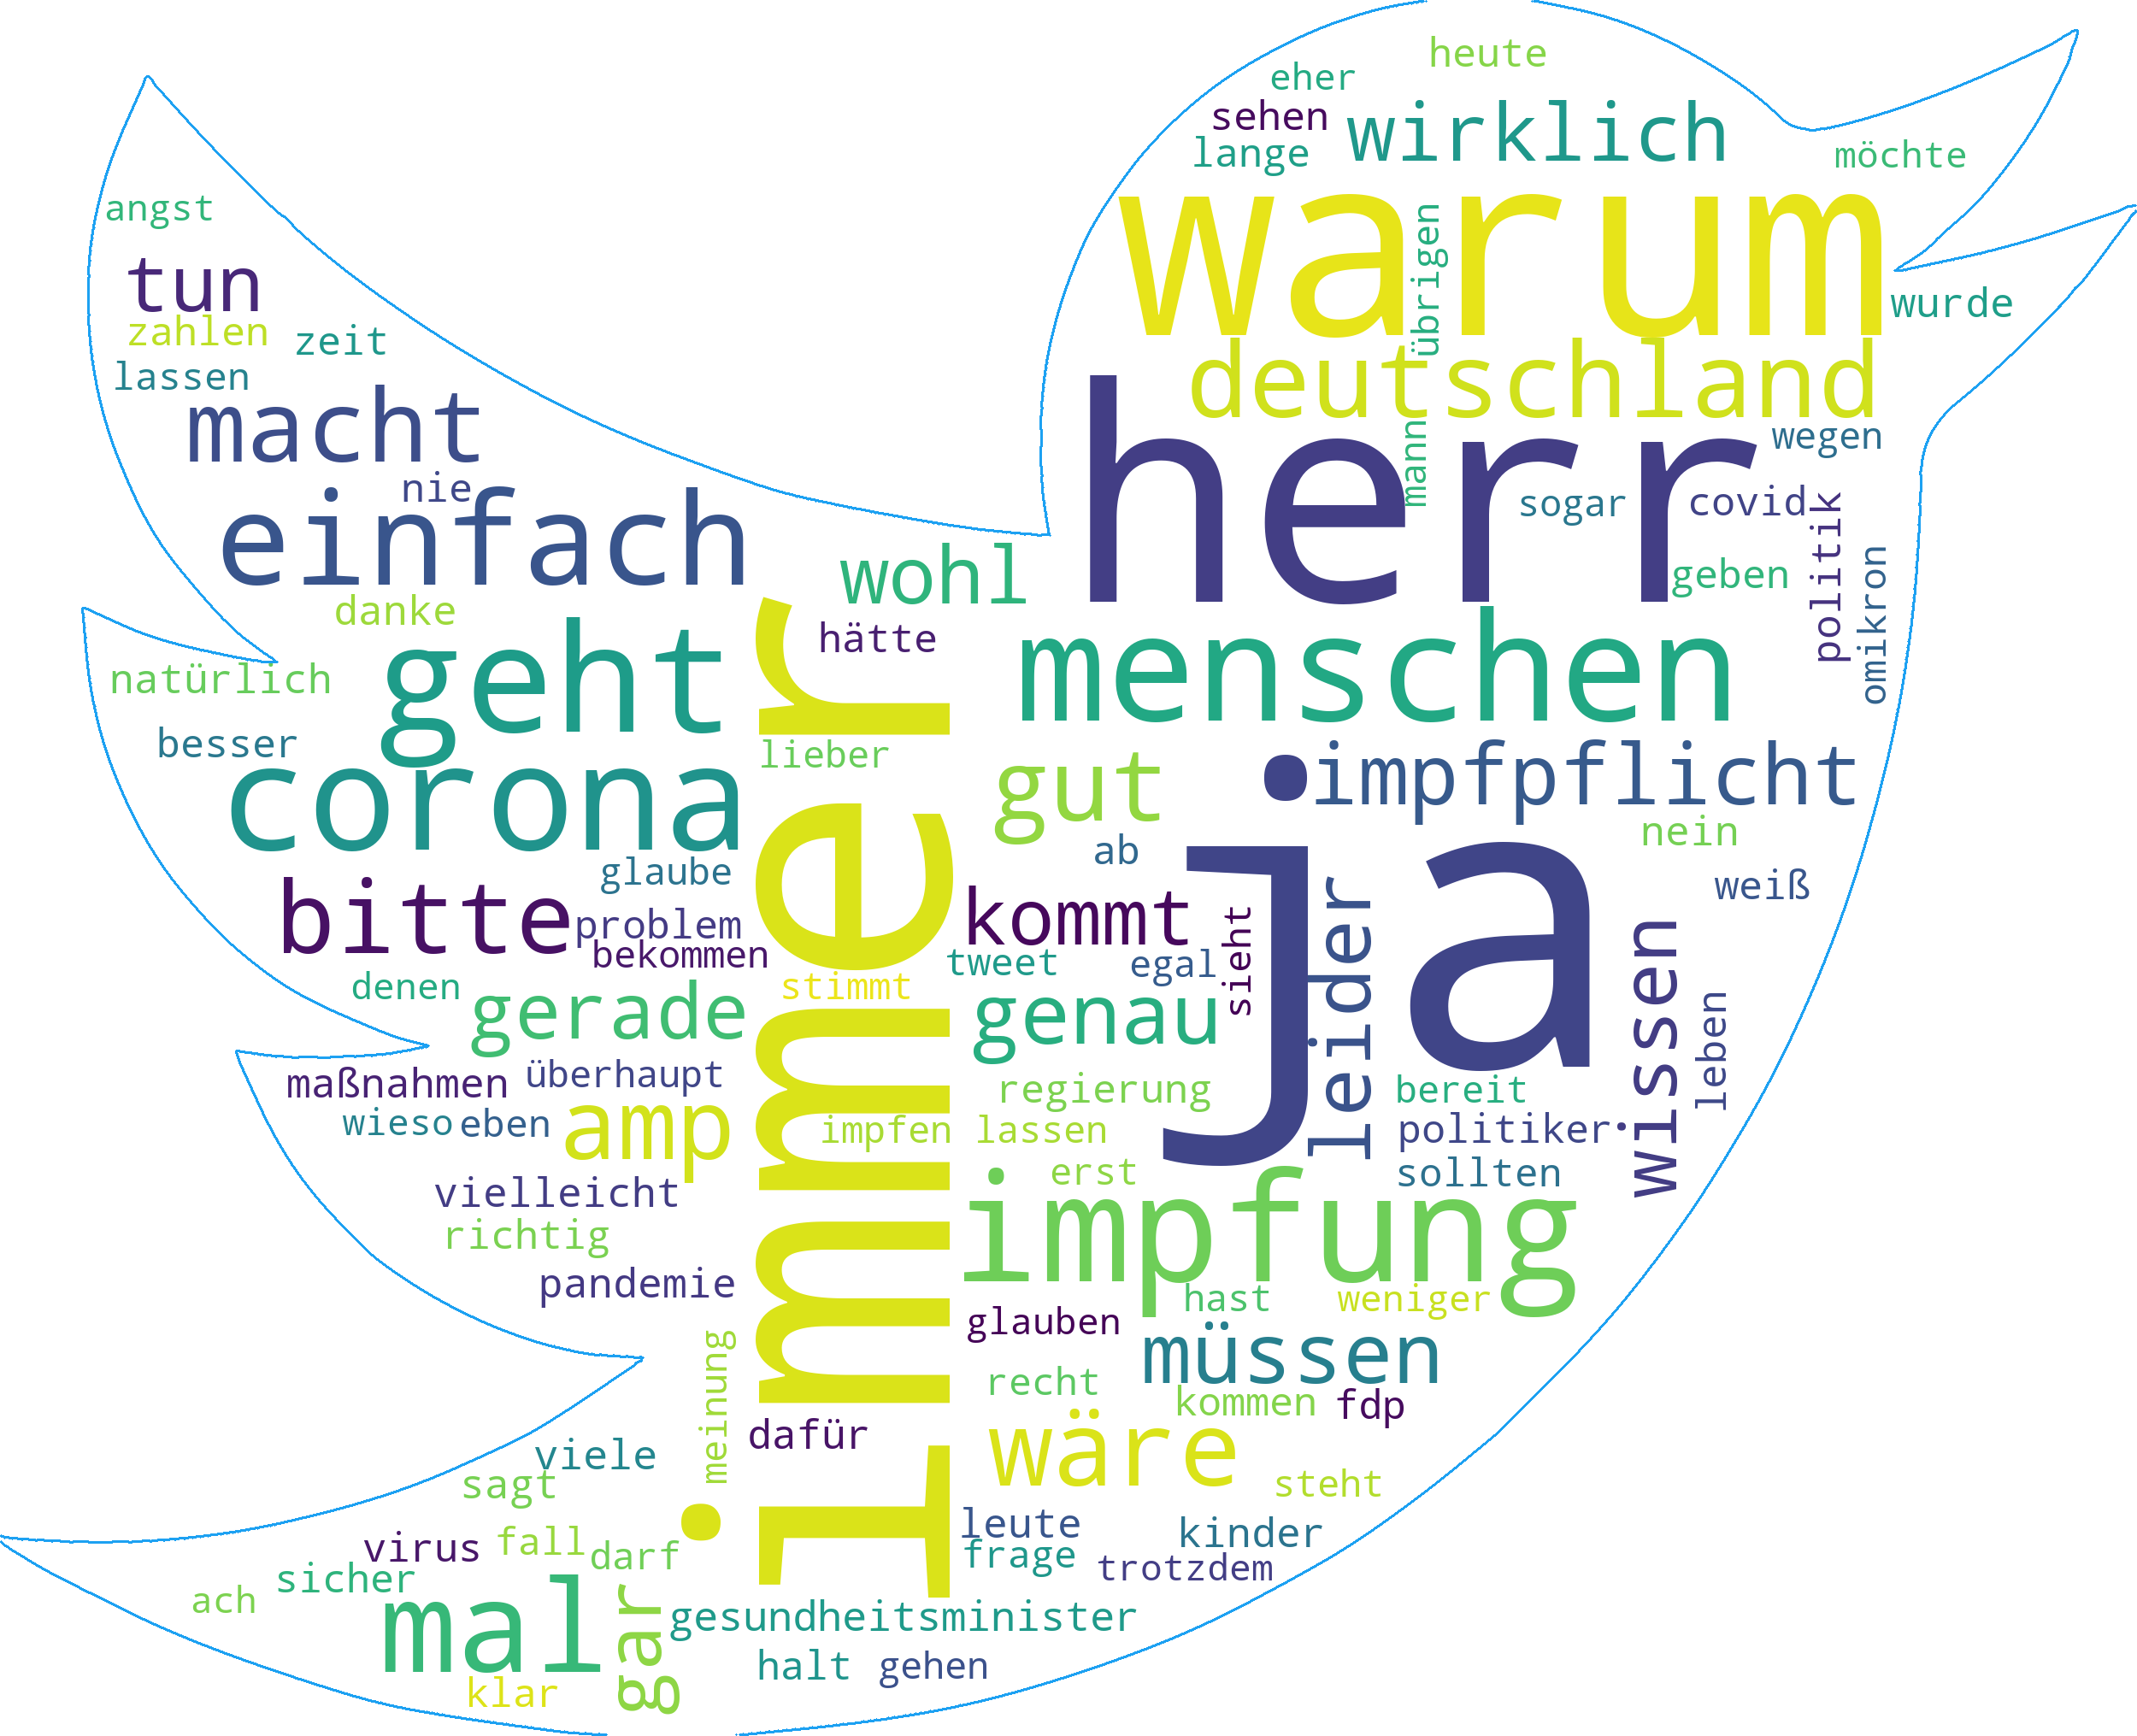 heute
eher
sehen
wirklich
lange
möchte
warum
übrigen
angst
tun
zahlen
zeit
lassen
wurde
deutschland
macht
nie
herr
mann
wegen
sogar
covid
politik
omikron
einfach
wohl
geben
danke
hätte
geht
menschen
natürlich
besser
lieber
immer
corona
gut
impfpflicht
nein
ab
ja
glaube
weiß
bitte
problem
kommt
sieht
leider
wissen
bekommen
tweet
egal
denen
stimmt
gerade
genau
leben
maßnahmen
überhaupt
regierung
bereit
wieso
eben
amp
impfen lassen
politiker
erst
sollten
vielleicht
impfung
richtig
pandemie
hast
weniger
glauben
müssen
meinung
recht
kommen
fdp
dafür
wäre
viele
sagt
steht
leute
kinder
virus
fall
darf
frage
trotzdem
sicher
ach
mal
gar
gesundheitsminister
halt
gehen
klar